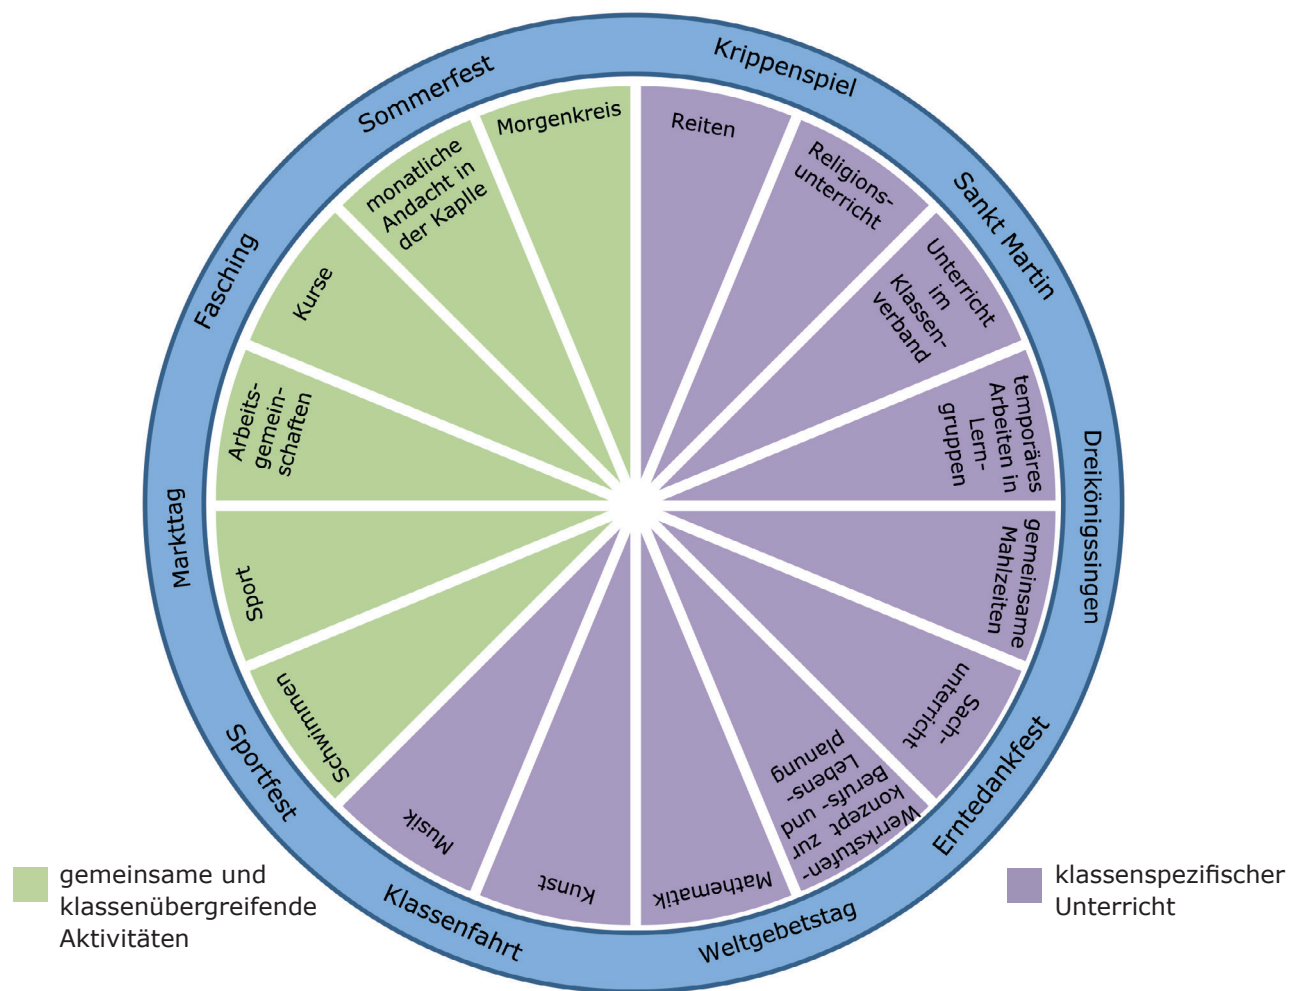 Krippenspiel
Sankt Martin
Dreikönigssingen
Erntedankfest
Weltgebetstag
Klassenfahrt
Sportfest
Markttag
Fasching
Sommerfest
Reiten
Religions-
unterricht
Unterricht
im
Klassen-
verband
temporäres
Arbeiten in
Lern-
gruppen
gemeinsame
Mahlzeiten
Sach-
unterricht
Werrkstufen-
konzept zur
Berufs- und
Lebens-
planung
Mathematik
Kunst
Musik
Schwimmen
Sport
Arbeits-
gemein-
schaften
Kurse
monatliche
Andacht in
der Kaplle
Morgenkreis
gemeinsame und
klassenübergreifende
Aktivitäten
klassenspezifischer
Unterricht